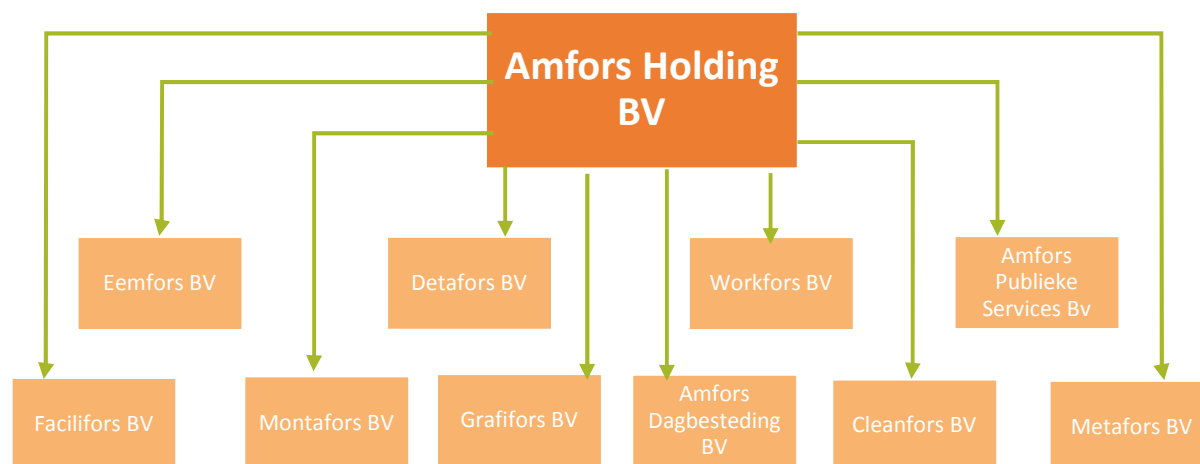 Amfors Holding
BV
Eemfors BV
Detafors BV
Workfors BV
Amfors
Publieke
Services Bv
Facilifors BV
Montafors BV
Grafifors BV
Amfors
Dagbesteding
BV
Cleanfors BV
Metafors BV